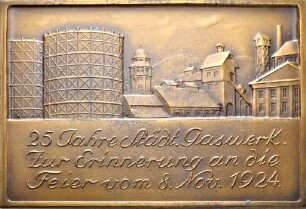 25 Jahre Städt. Gaswerk.
Zur Erinnerung an die
Feier vom 8. Nov. 1924.